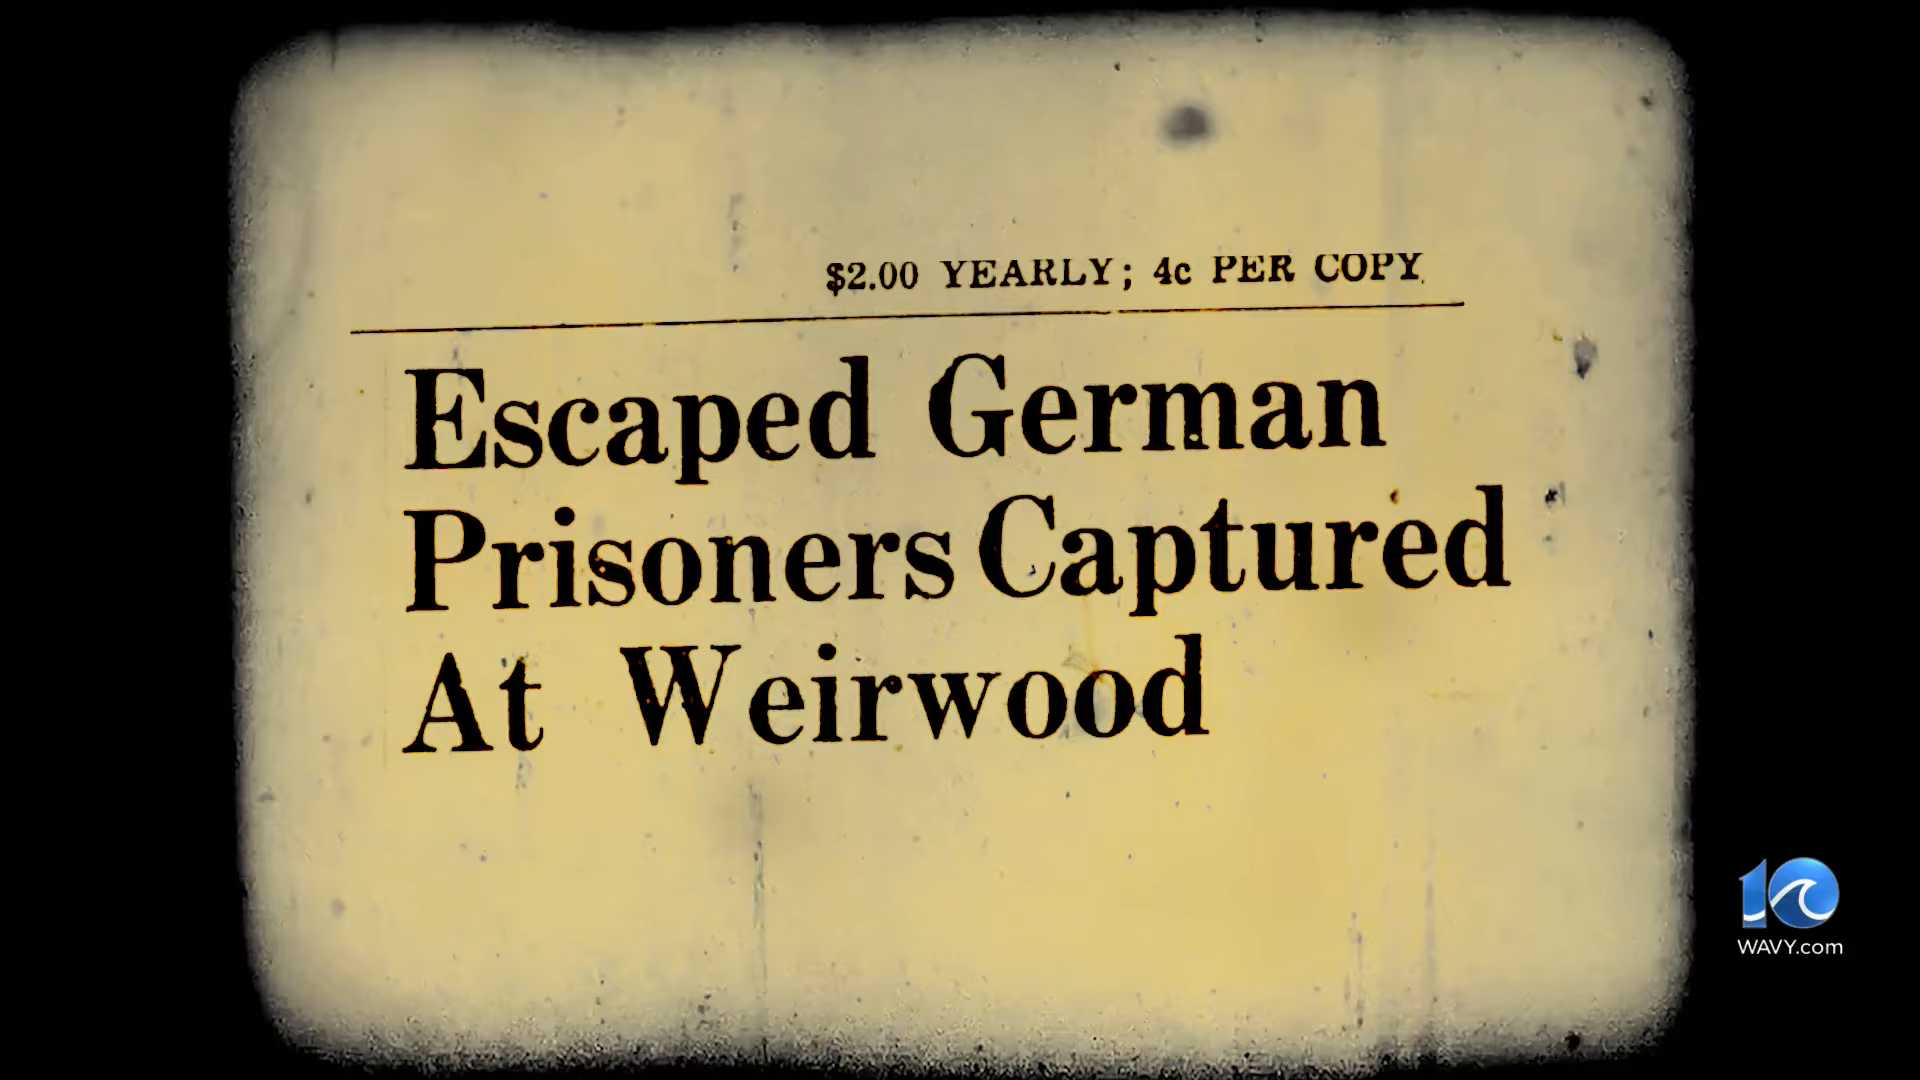 $2.00 YEARLY; 4c PER COPY
Escaped German
Prisoners Captured
At Weirwood
10
WAVY.com